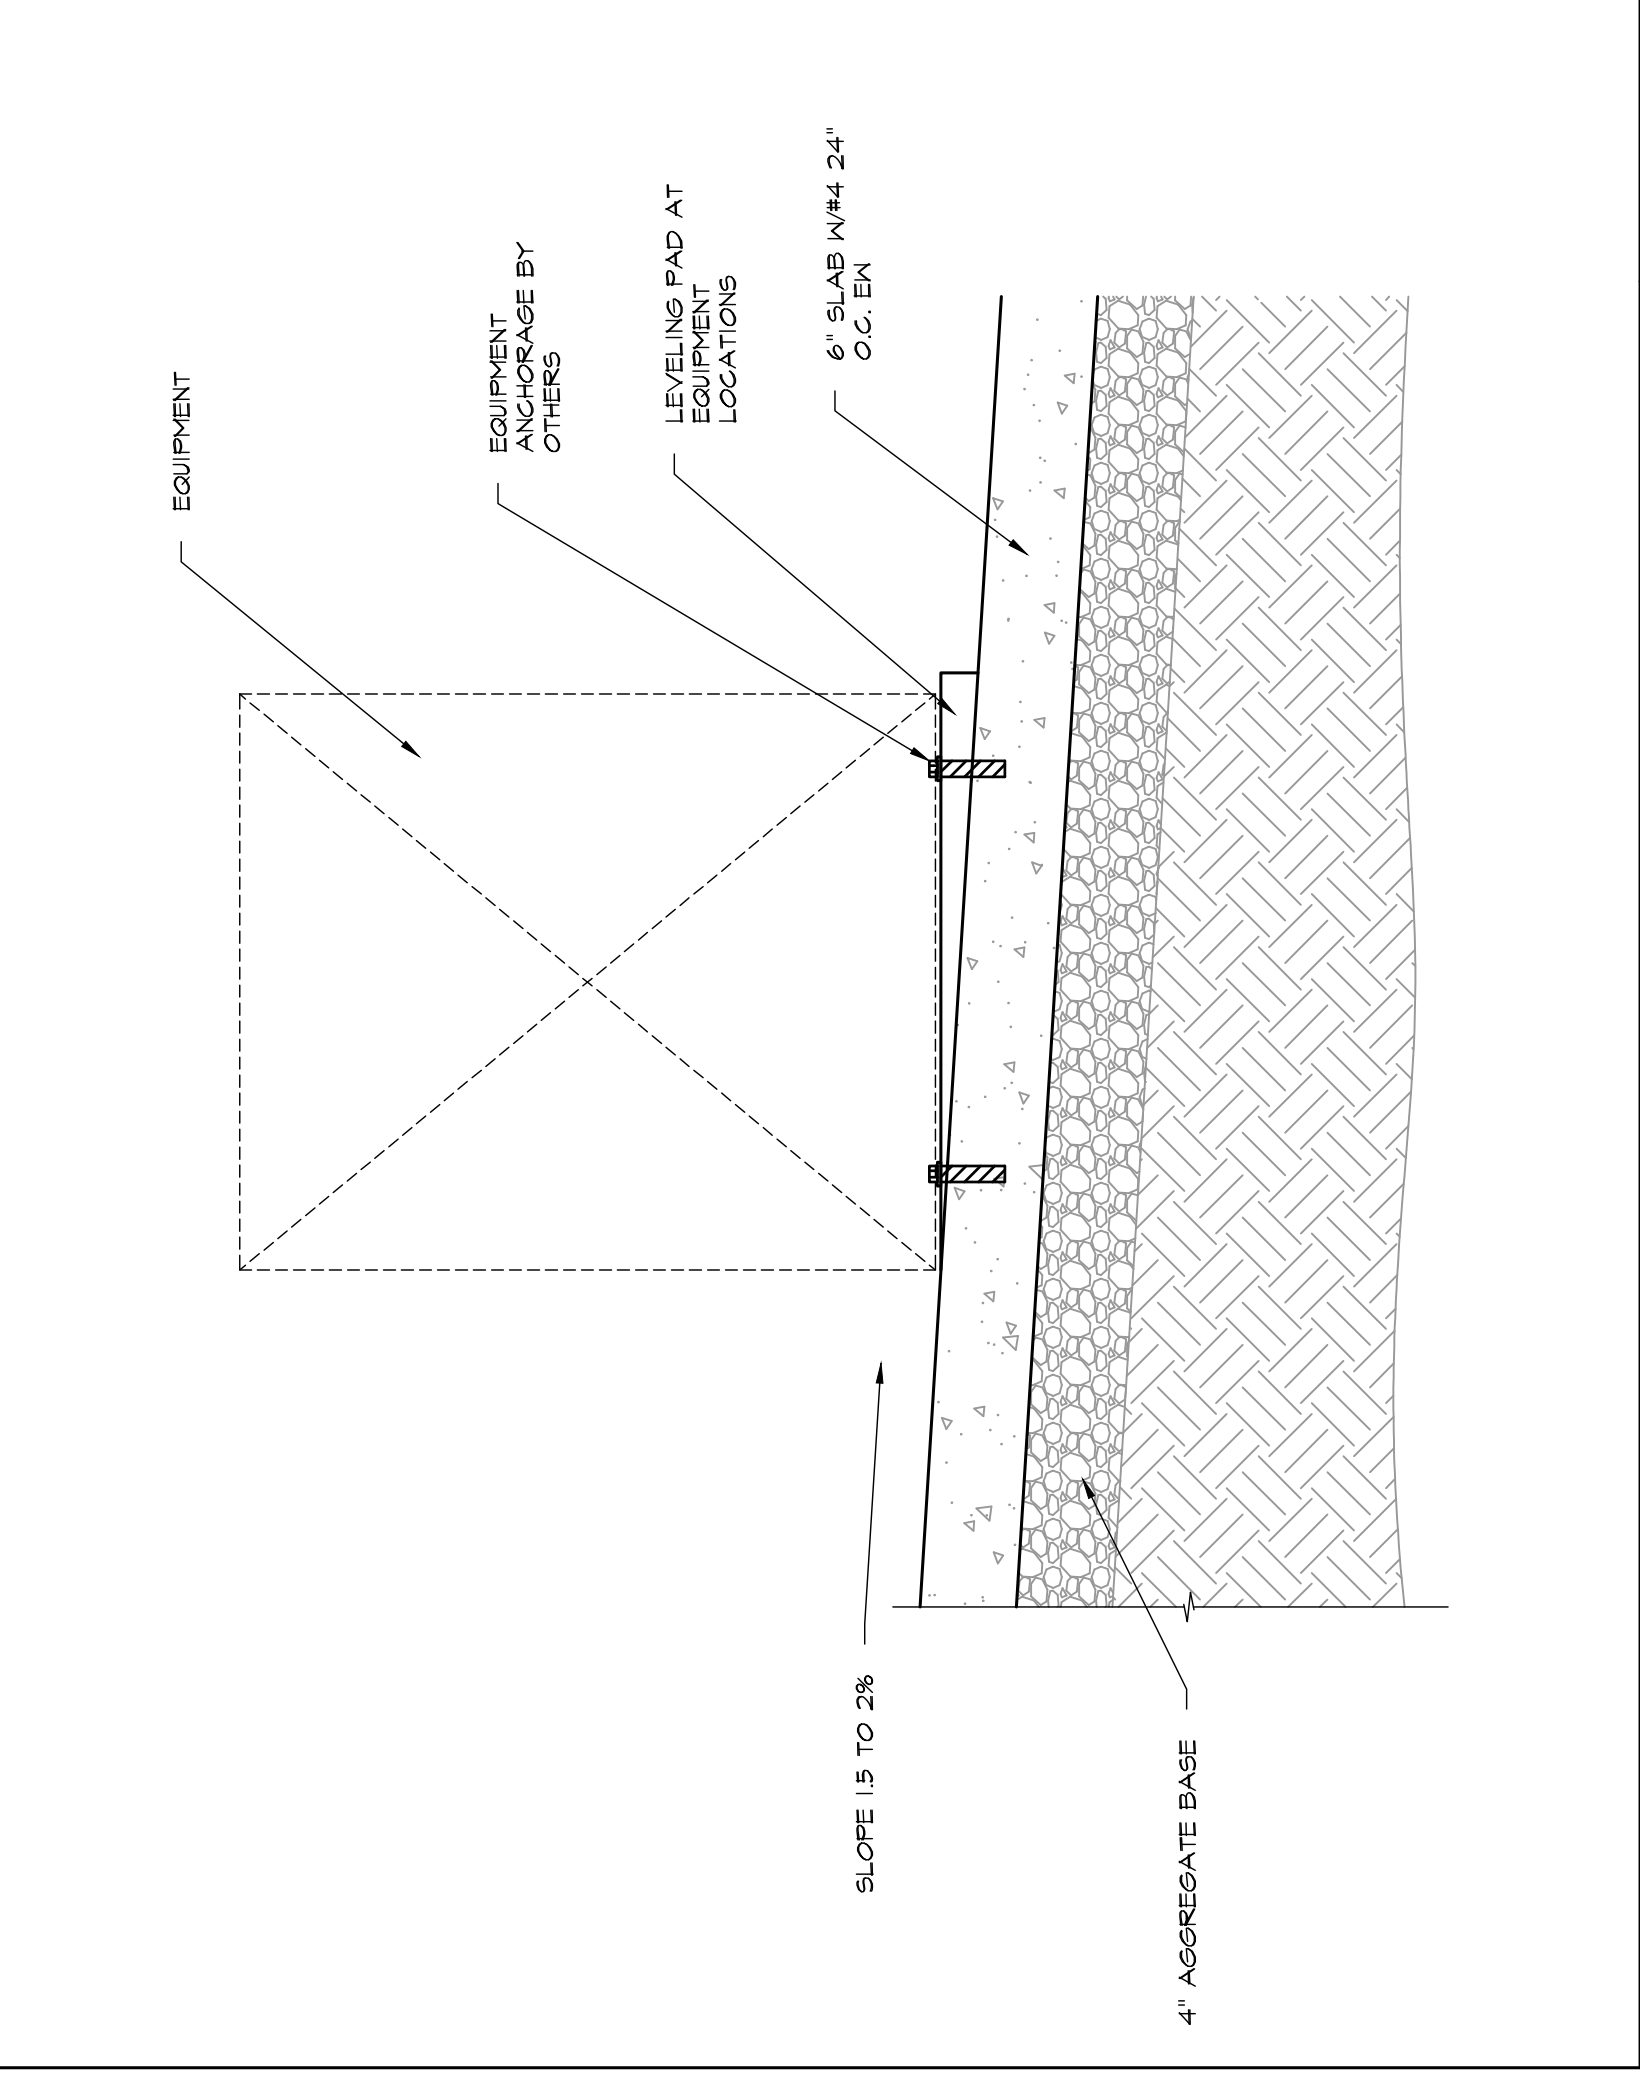 EQUIPMENT
EQUIPMENT
ANCHORAGE BY
OTHERS
LEVELING PAD AT
EQUIPMENT
LOCATIONS
6" SLAB W/#4 24"
O.C. EW
SLOPE 1.5 TO 2%
4" AGGREGATE BASE